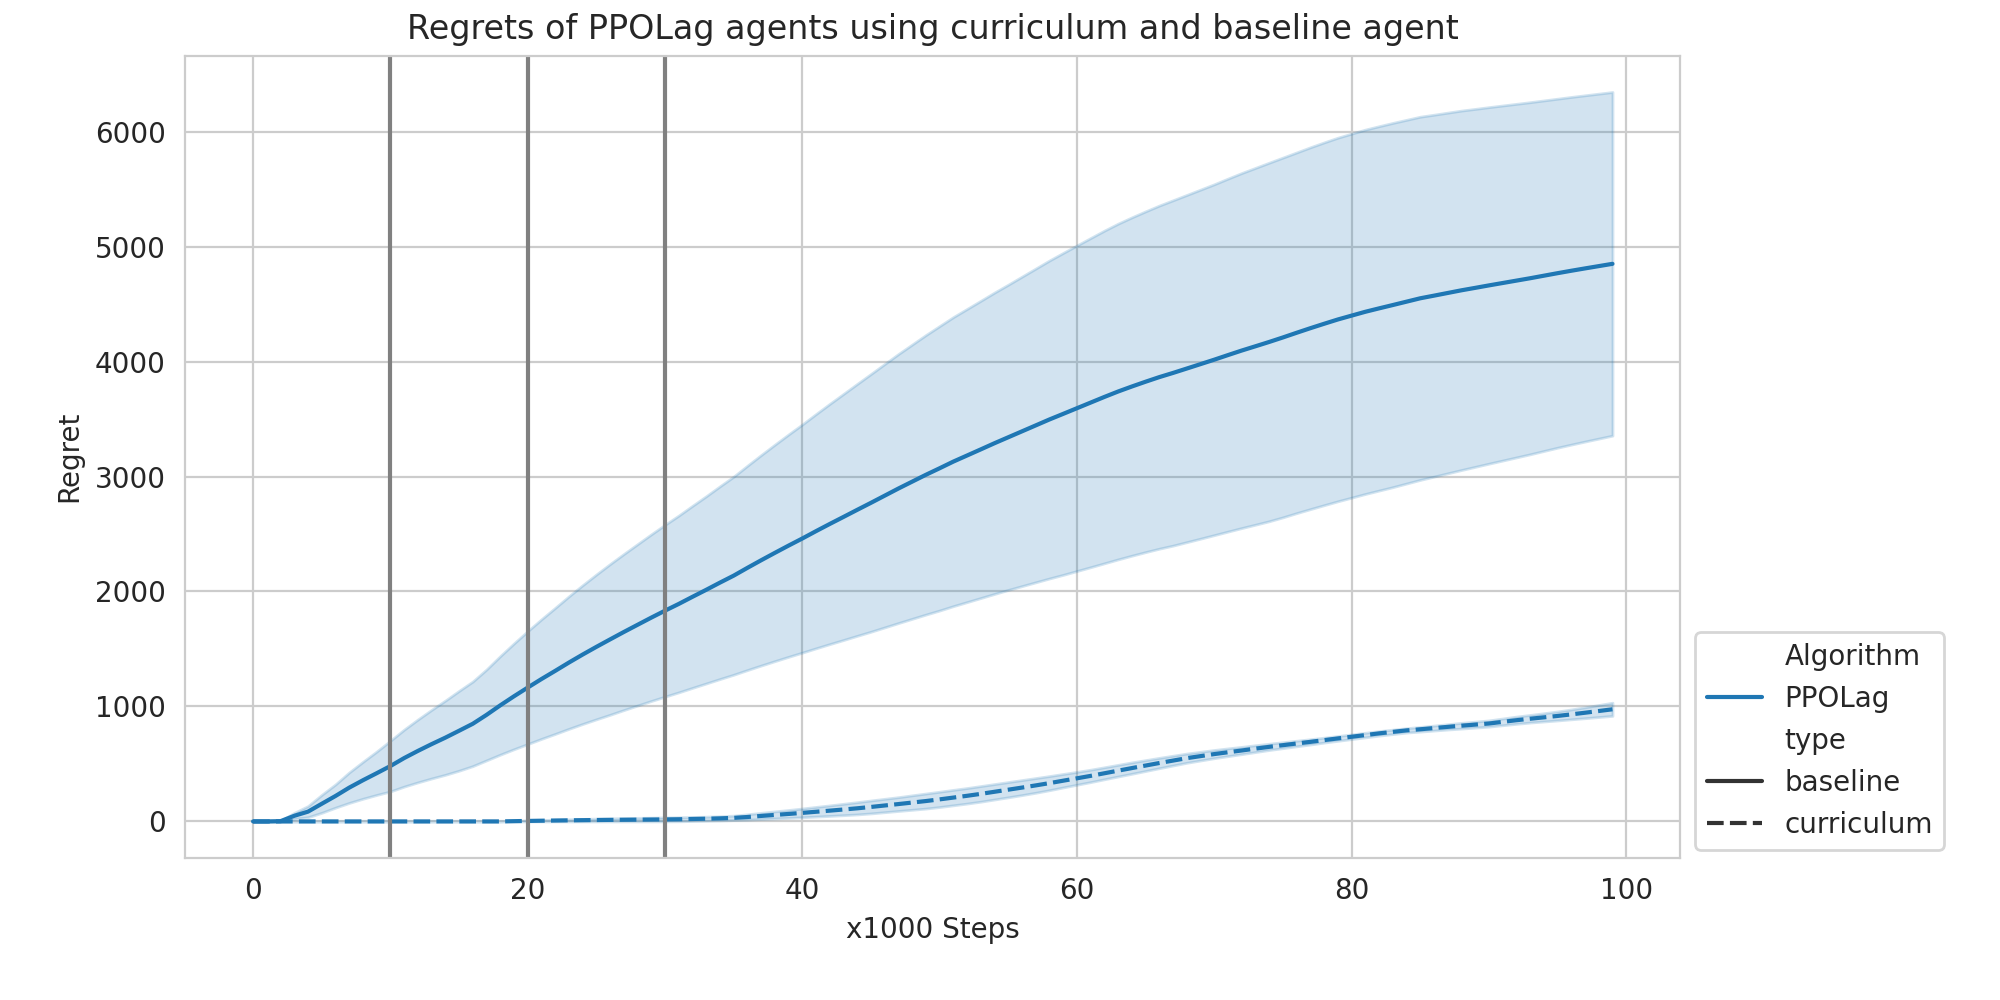 Regrets of PPOLag agents using curriculum and baseline agent
6000
5000
4000
3000
2000
1000
0
Regret
0 20 40 60 80 100
x1000 Steps
Algorithm
PPOLag
type
baseline
curriculum